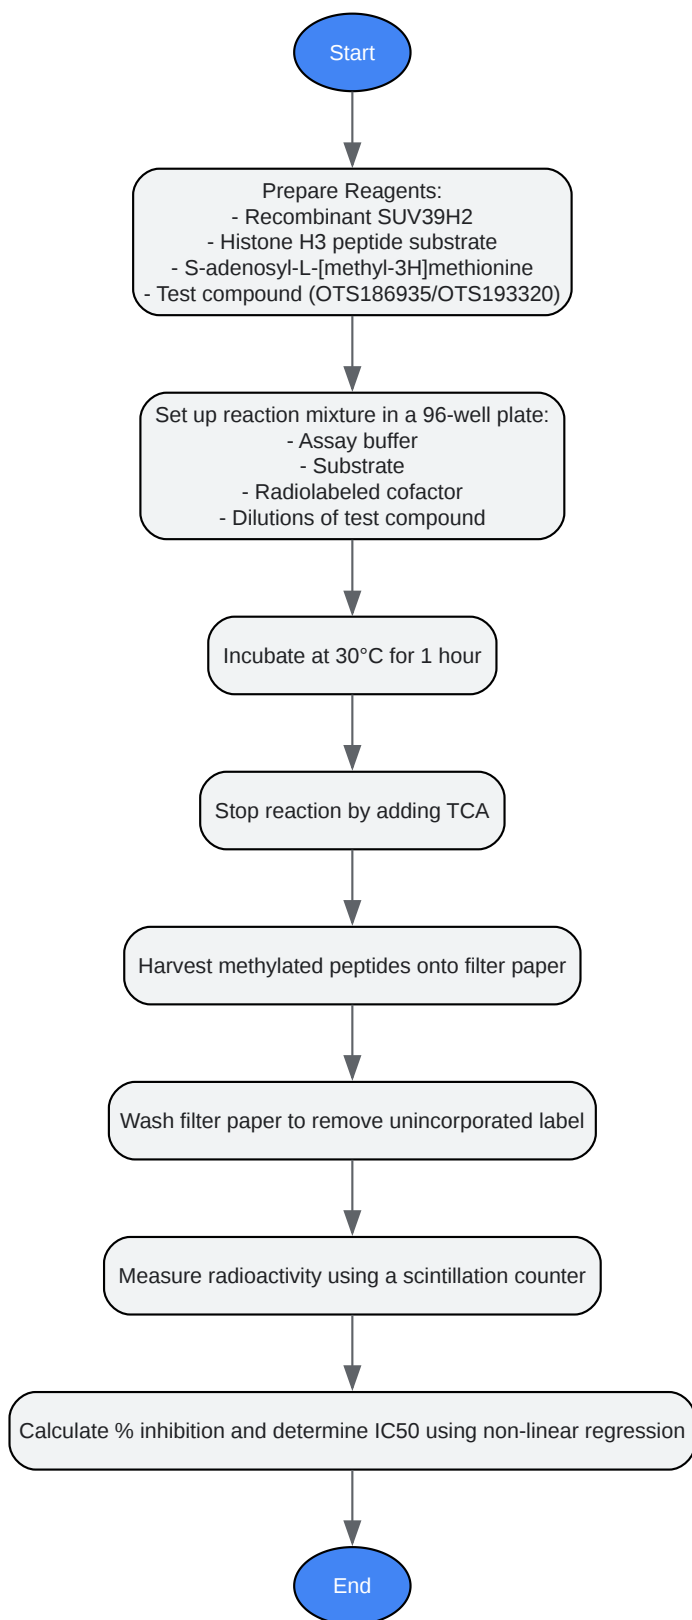 Start
Prepare Reagents:
- Recombinant SUV39H2
- Histone H3 peptide substrate
- S-adenosyl-L-[methyl-3H]methionine
- Test compound (OTS186935/OTS193320)
Set up reaction mixture in a 96-well plate:
- Assay buffer
- Substrate
- Radiolabeled cofactor
- Dilutions of test compound
Incubate at 30°C for 1 hour
Stop reaction by adding TCA
Harvest methylated peptides onto filter paper
Wash filter paper to remove unincorporated label
Measure radioactivity using a scintillation counter
Calculate % inhibition and determine IC50 using non-linear regression
End